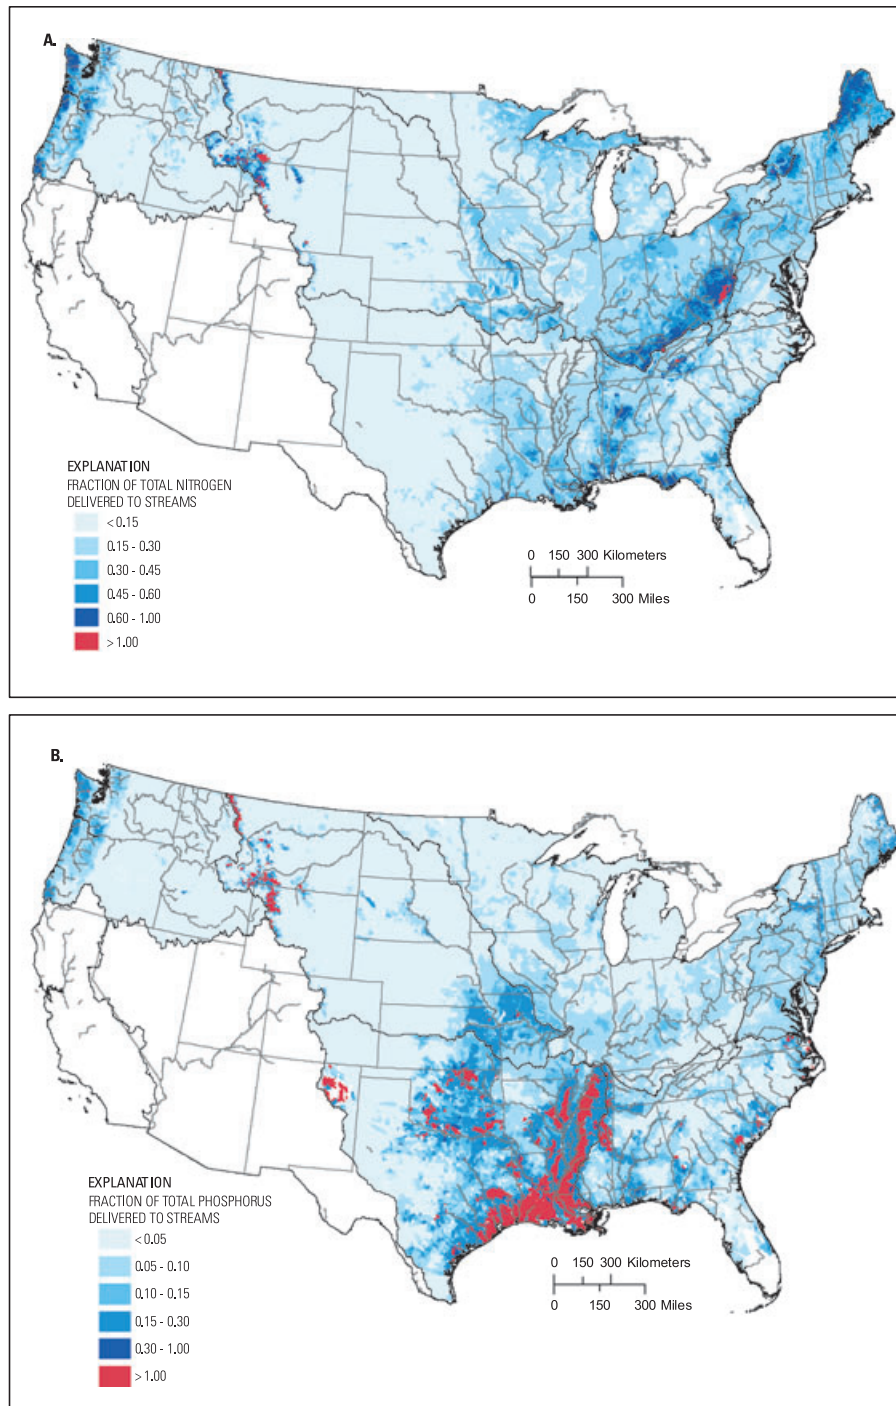 A.
EXPLANATION
FRACTION OF TOTAL NITROGEN
DELIVERED TO STREAMS
< 0.15
0.15 - 0.30
0.30 - 0.45
0.45 - 0.60
0.60 - 1.00
> 1.00
0 150 300 Kilometers
0 150 300 Miles
B.
EXPLANATION
FRACTION OF TOTAL PHOSPHORUS
DELIVERED TO STREAMS
< 0.05
0.05 - 0.10
0.10 - 0.15
0.15 - 0.30
0.30 - 1.00
> 1.00
0 150 300 Kilometers
0 150 300 Miles